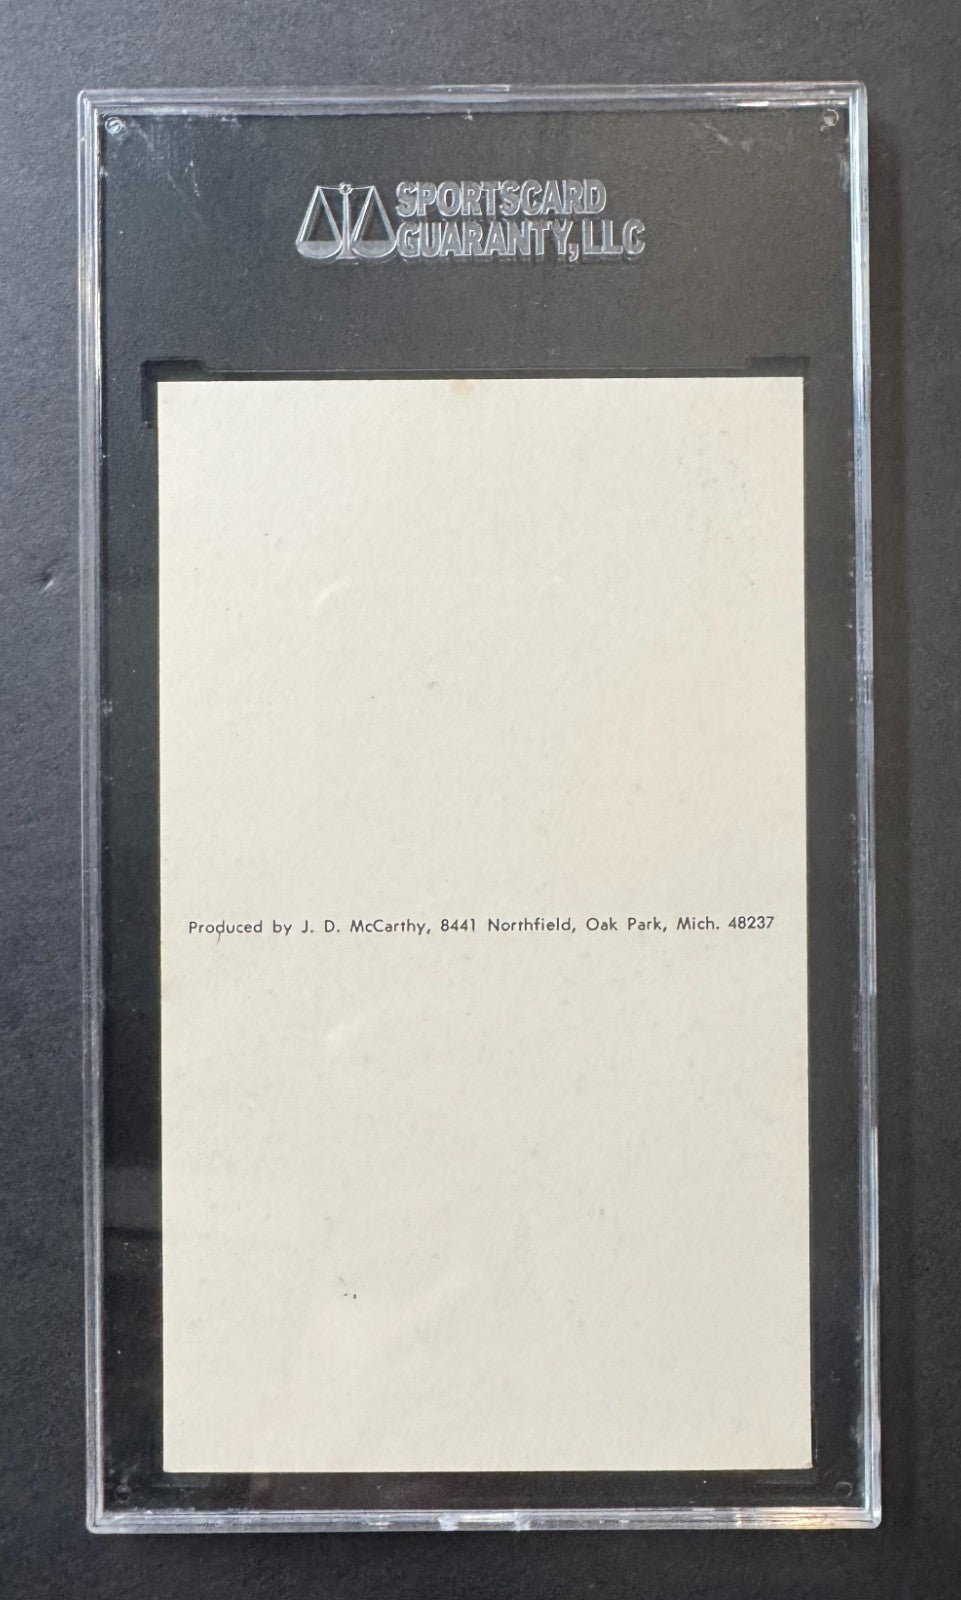 SPORTSCARD
GUARANTY, LLC
Produced by J. D. McCarthy, 8441 Northfield, Oak Park, Mich. 48237